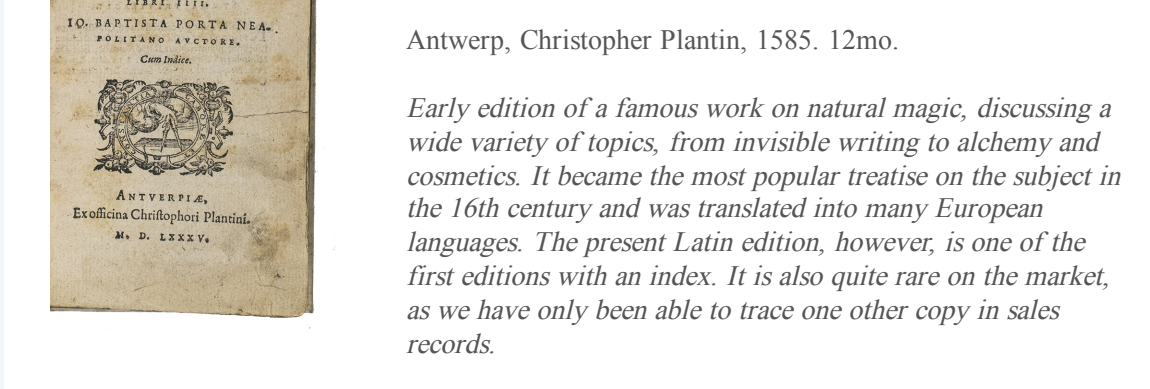 LIBRI IIII.
IO. BAPTISTA PORTA NEA-
POLITANO AVCTORE.
Cum Indice.
ANTVERPIÆ,
Ex officina Chriſtophori Plantini.
M. D. LXXXV.
Antwerp, Christopher Plantin, 1585. 12mo.
Early edition of a famous work on natural magic, discussing a
wide variety of topics, from invisible writing to alchemy and
cosmetics. It became the most popular treatise on the subject in
the 16th century and was translated into many European
languages. The present Latin edition, however, is one of the
first editions with an index. It is also quite rare on the market,
as we have only been able to trace one other copy in sales
records.